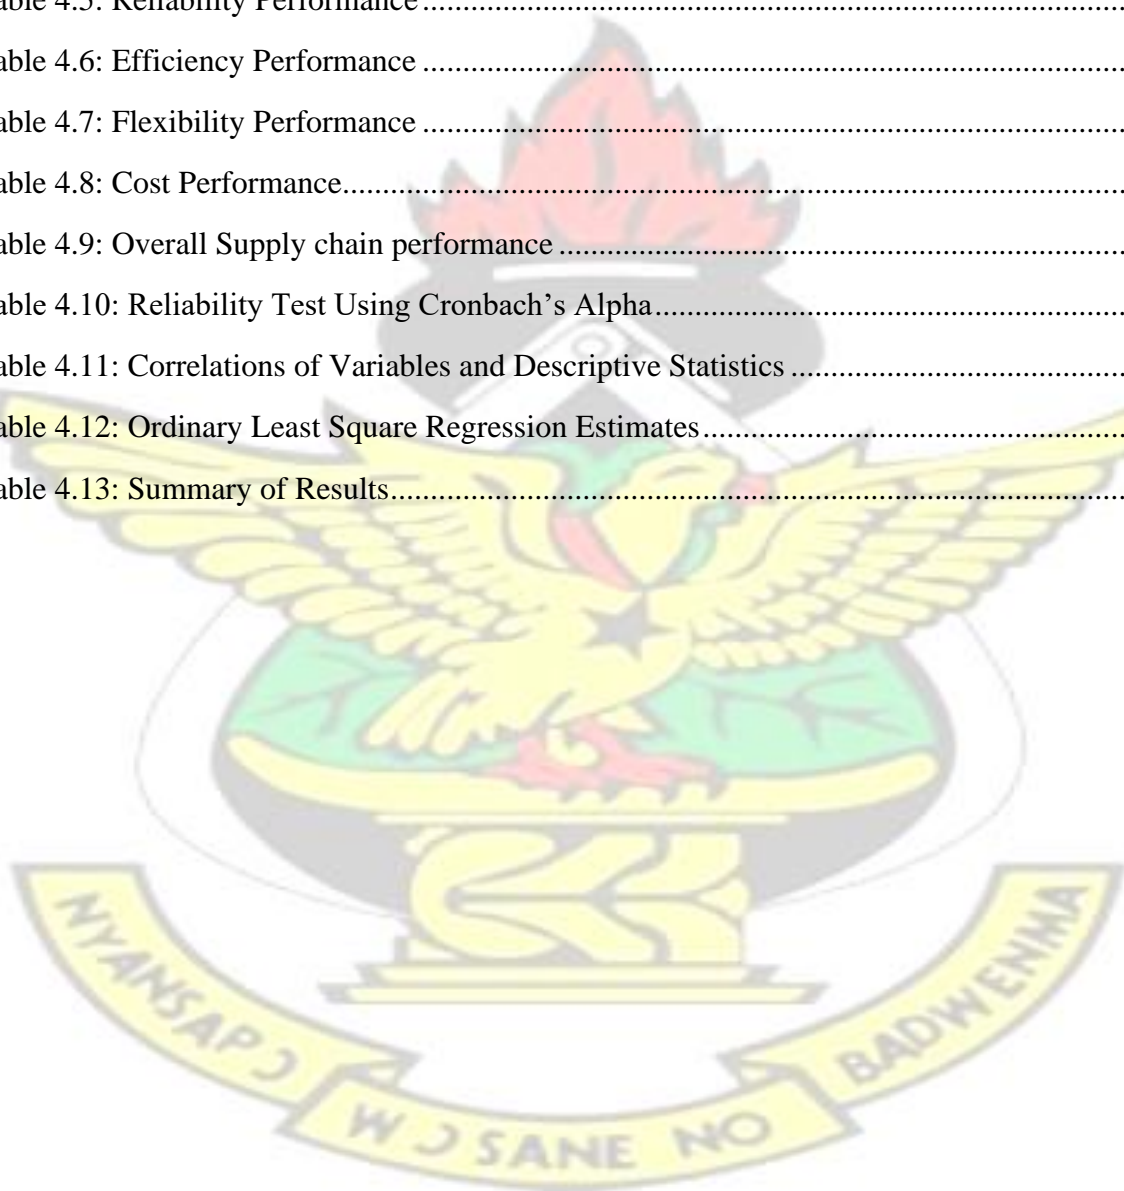 able 4.5: Reliability Performance....................................................................................
able 4.6: Efficiency Performance ....................................................................................
able 4.7: Flexibility Performance ....................................................................................
able 4.8: Cost Performance..............................................................................................
able 4.9: Overall Supply chain performance ...................................................................
able 4.10: Reliability Test Using Cronbach’s Alpha.......................................................
able 4.11: Correlations of Variables and Descriptive Statistics .......................................
able 4.12: Ordinary Least Square Regression Estimates..................................................
able 4.13: Summary of Results........................................................................................
NYANSAPƆ WƆSANE NO BADWENMA